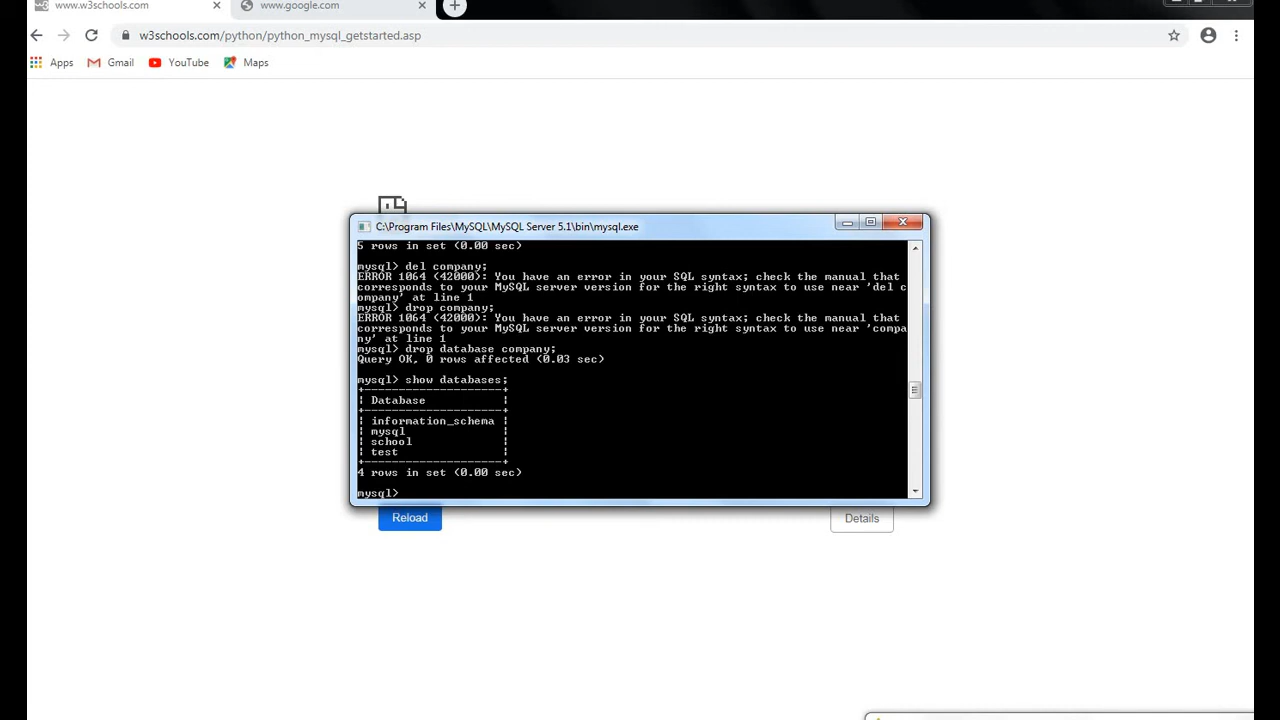 www.w3schools.com
www.google.com
w3schools.com/python/python_mysql_getstarted.asp
Apps
Gmail
YouTube
Maps
C:\Program Files\MySQL\MySQL Server 5.1\bin\mysql.exe
5 rows in set (0.00 sec)
mysql> del company;
ERROR 1064 (42000): You have an error in your SQL syntax; check the manual that
corresponds to your MySQL server version for the right syntax to use near 'del c
ompany' at line 1
mysql> drop company;
ERROR 1064 (42000): You have an error in your SQL syntax; check the manual that
corresponds to your MySQL server version for the right syntax to use near 'compa
ny' at line 1
mysql> drop database company;
Query OK, 0 rows affected (0.03 sec)
mysql> show databases;
+--------------------+
| Database           |
+--------------------+
| information_schema |
| mysql              |
| school             |
| test               |
+--------------------+
4 rows in set (0.00 sec)
mysql>
Reload
Details